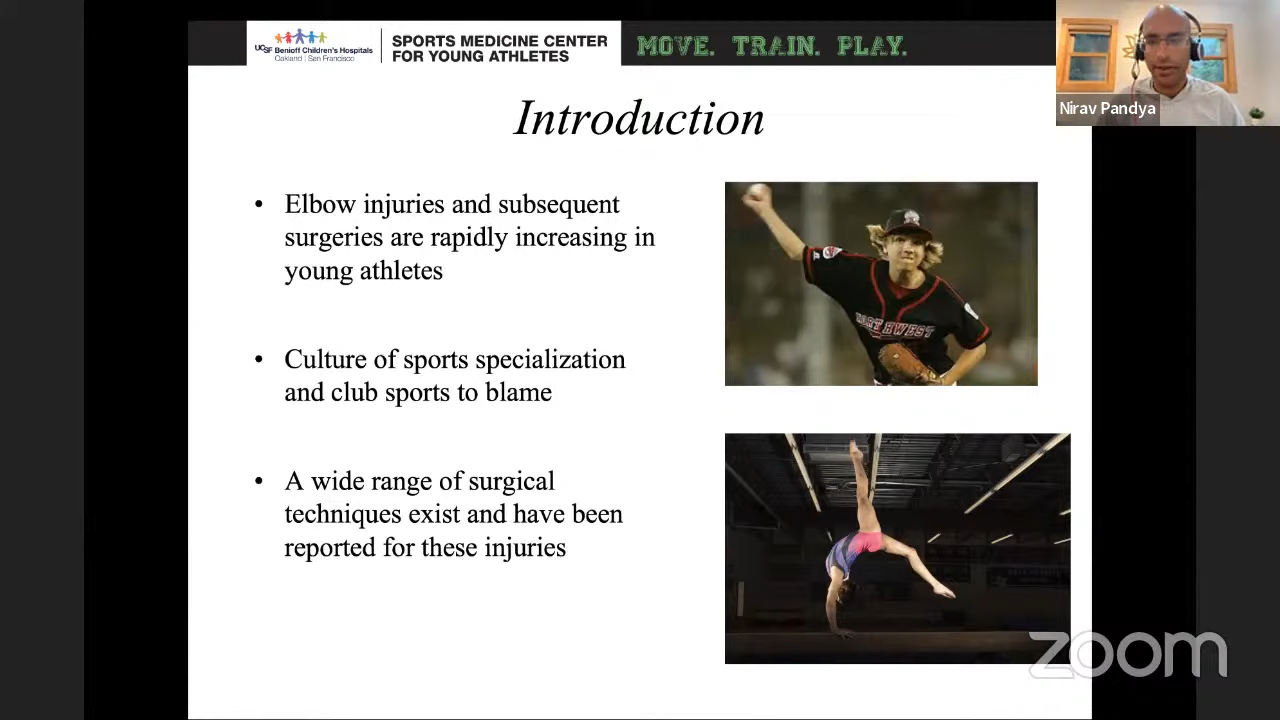 UCSF Benioff Children's Hospitals
Oakland | San Francisco
SPORTS MEDICINE CENTER
FOR YOUNG ATHLETES
MOVE. TRAIN. PLAY.
Nirav Pandya
Introduction
• Elbow injuries and subsequent
surgeries are rapidly increasing in
young athletes
• Culture of sports specialization
and club sports to blame
• A wide range of surgical
techniques exist and have been
reported for these injuries
NORTHWEST
zoom